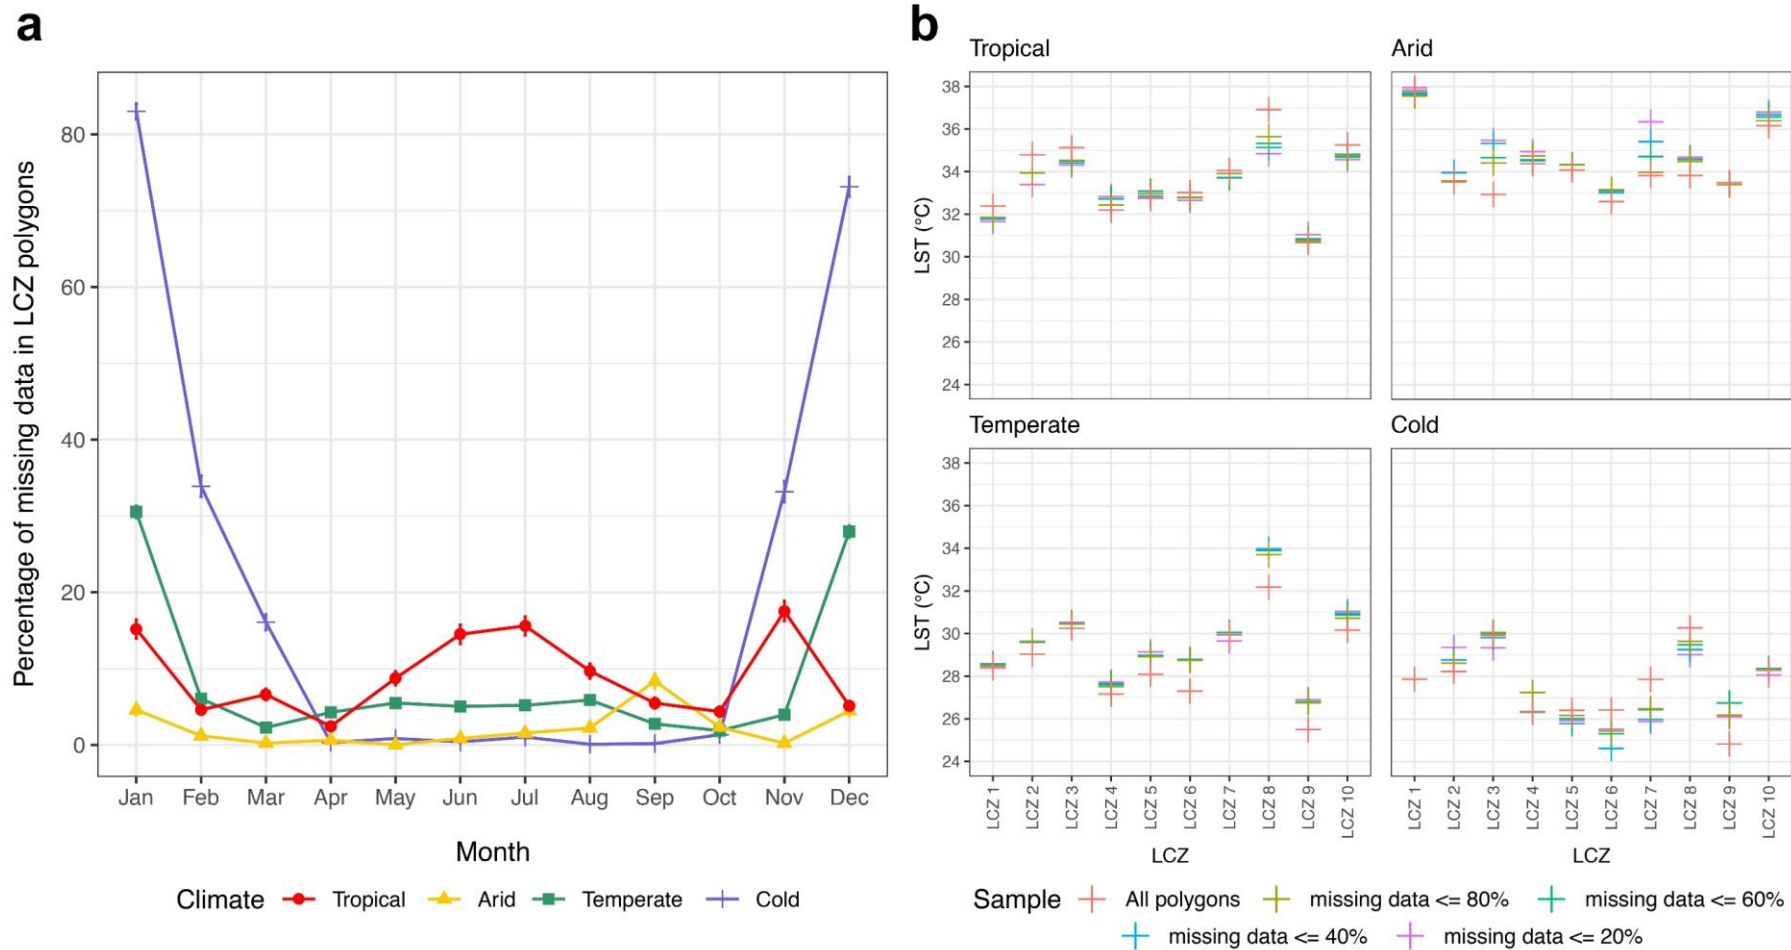 a
Percentage of missing data in LCZ polygons
80
60
40
20
0
Jan Feb Mar Apr May Jun Jul Aug Sep Oct Nov Dec
Month
Climate Tropical Arid Temperate Cold
b
Tropical Arid
LST (°C)
38
36
34
32
30
28
26
24
Temperate Cold
LST (°C)
38
36
34
32
30
28
26
24
LCZ 1 LCZ 2 LCZ 3 LCZ 4 LCZ 5 LCZ 6 LCZ 7 LCZ 8 LCZ 9 LCZ 10 LCZ 1 LCZ 2 LCZ 3 LCZ 4 LCZ 5 LCZ 6 LCZ 7 LCZ 8 LCZ 9 LCZ 10
LCZ LCZ
Sample All polygons missing data <= 80% missing data <= 60%
missing data <= 40% missing data <= 20%